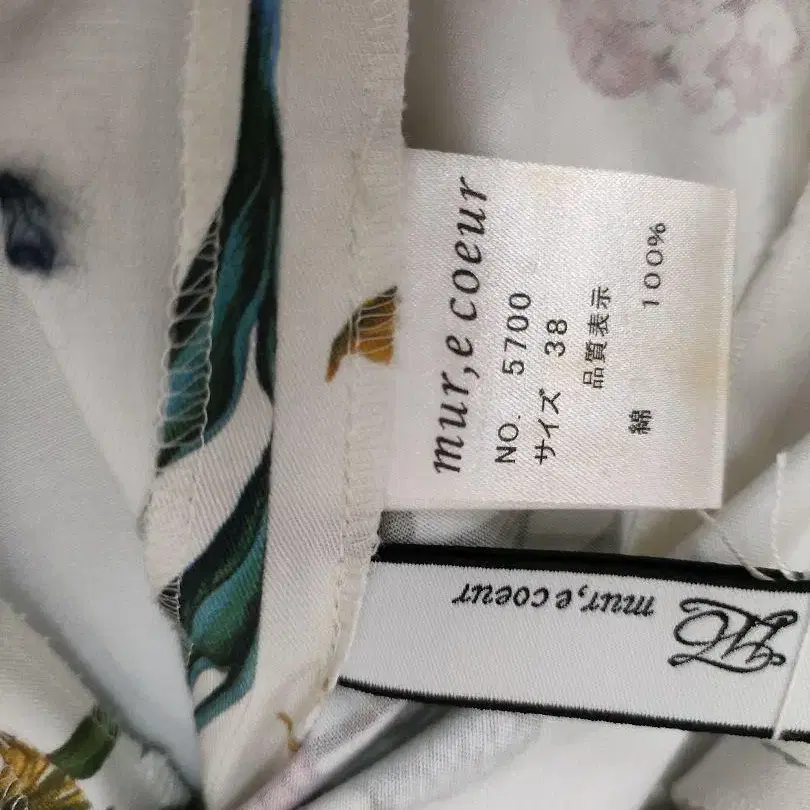 mur,e coeur
NO. 5700
サイズ 38
品質表示
綿 100%
M mur,e coeur